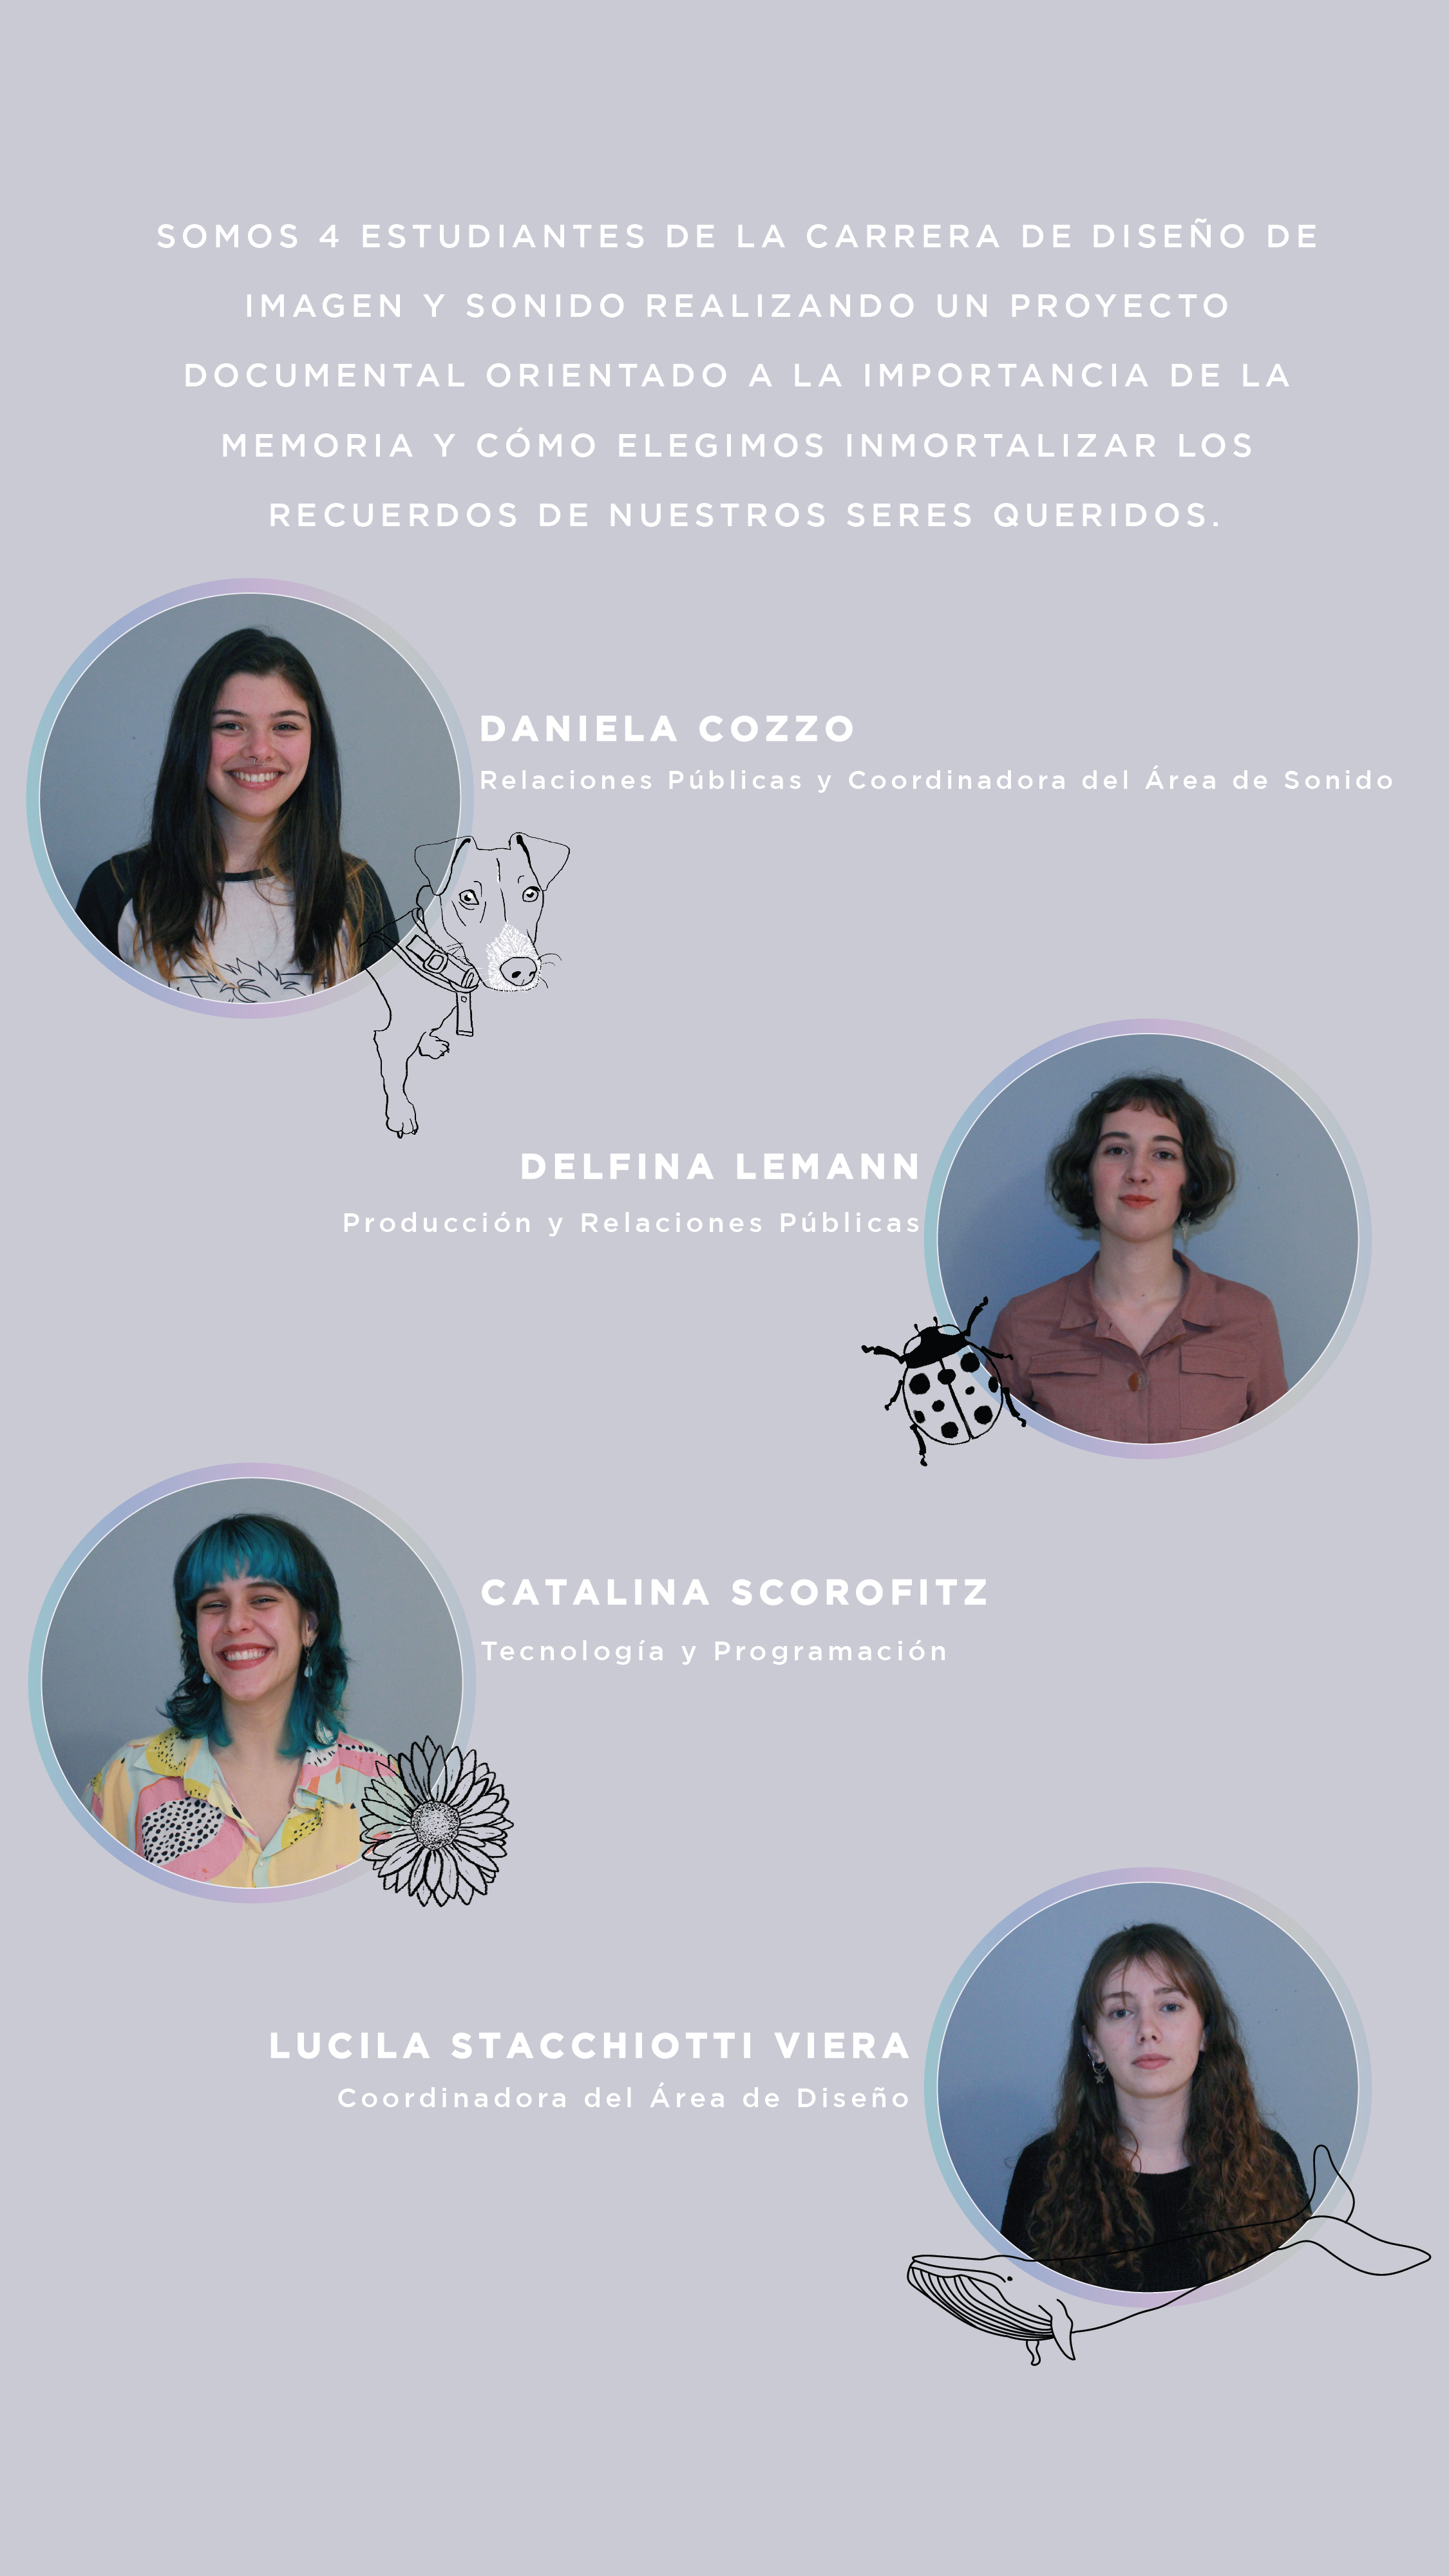 SOMOS 4 ESTUDIANTES DE LA CARRERA DE DISEÑO DE
IMAGEN Y SONIDO REALIZANDO UN PROYECTO
DOCUMENTAL ORIENTADO A LA IMPORTANCIA DE LA
MEMORIA Y CÓMO ELEGIMOS INMORTALIZAR LOS
RECUERDOS DE NUESTROS SERES QUERIDOS.
DANIELA COZZO
Relaciones Públicas y Coordinadora del Área de Sonido
DELFINA LEMANN
Producción y Relaciones Públicas
CATALINA SCOROFITZ
Tecnología y Programación
LUCILA STACCHIOTTI VIERA
Coordinadora del Área de Diseño